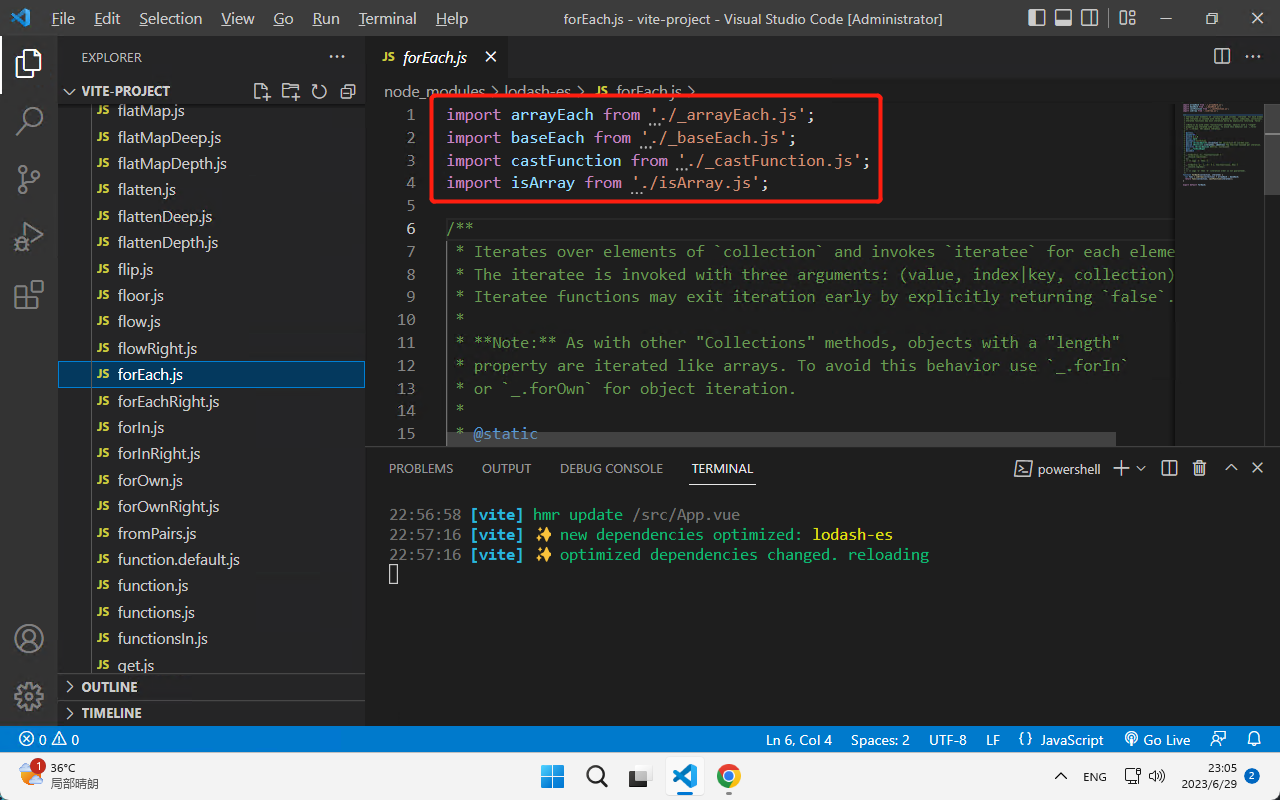 File Edit Selection View Go Run Terminal Help forEach.js - vite-project - Visual Studio Code [Administrator]
EXPLORER
VITE-PROJECT
JS flatMap.js
JS flatMapDeep.js
JS flatMapDepth.js
JS flatten.js
JS flattenDeep.js
JS flattenDepth.js
JS flip.js
JS floor.js
JS flow.js
JS flowRight.js
JS forEach.js
JS forEachRight.js
JS forIn.js
JS forInRight.js
JS forOwn.js
JS forOwnRight.js
JS fromPairs.js
JS function.default.js
JS function.js
JS functions.js
JS functionsIn.js
JS get.js
OUTLINE
TIMELINE
JS forEach.js
node_modules > lodash-es > JS forEach.js >
1 import arrayEach from './_arrayEach.js';
2 import baseEach from './_baseEach.js';
3 import castFunction from './_castFunction.js';
4 import isArray from './isArray.js';
5
6 /**
7 * Iterates over elements of `collection` and invokes `iteratee` for each eleme
8 * The iteratee is invoked with three arguments: (value, index|key, collection)
9 * Iteratee functions may exit iteration early by explicitly returning `false`.
10 *
11 * **Note:** As with other "Collections" methods, objects with a "length"
12 * property are iterated like arrays. To avoid this behavior use `_.forIn`
13 * or `_.forOwn` for object iteration.
14 *
15 * @static
PROBLEMS OUTPUT DEBUG CONSOLE TERMINAL powershell
22:56:58 [vite] hmr update /src/App.vue
22:57:16 [vite] ✨ new dependencies optimized: lodash-es
22:57:16 [vite] ✨ optimized dependencies changed. reloading
0 0 Ln 6, Col 4 Spaces: 2 UTF-8 LF {} JavaScript Go Live
1 36°C
局部晴朗
ENG
23:05
2023/6/29 2